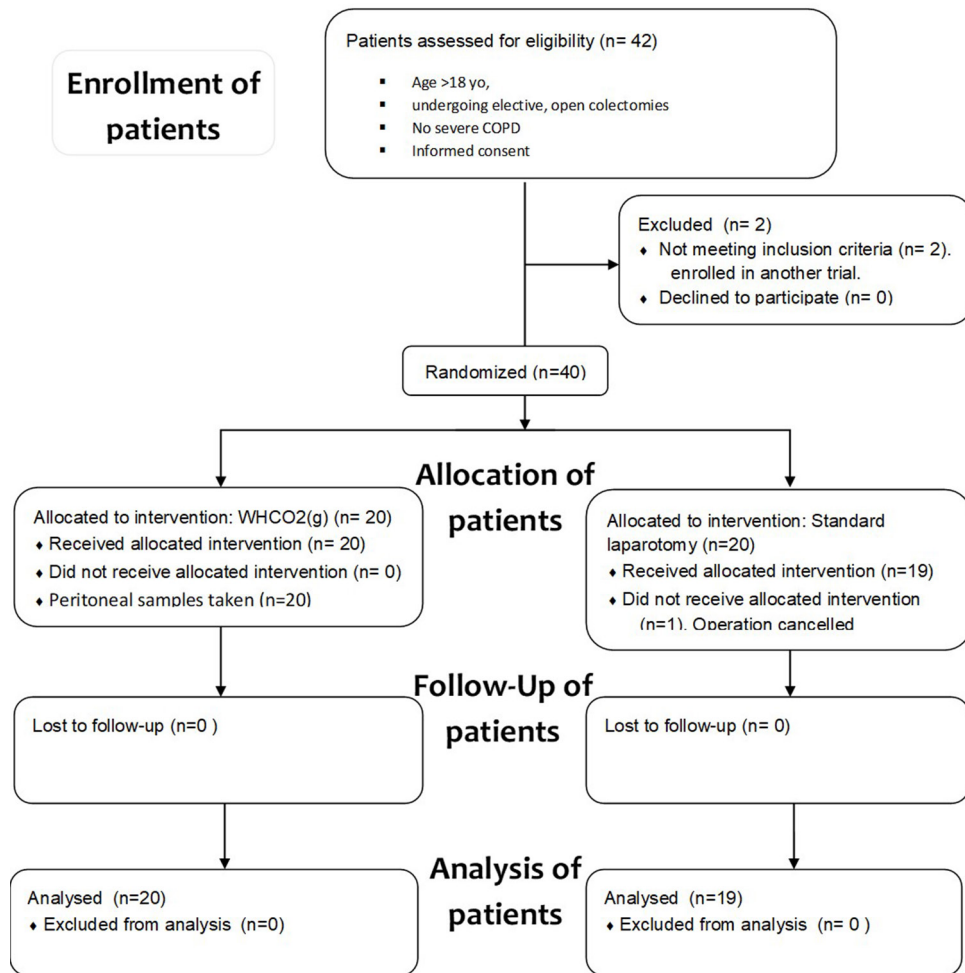 Enrollment of
patients
Patients assessed for eligibility (n= 42)
▪ Age >18 yo,
▪ undergoing elective, open colectomies
▪ No severe COPD
▪ Informed consent
Excluded (n= 2)
♦ Not meeting inclusion criteria (n= 2).
enrolled in another trial.
♦ Declined to participate (n= 0)
Randomized (n=40)
Allocation of
patients
Allocated to intervention: WHCO2(g) (n= 20)
♦ Received allocated intervention (n= 20)
♦ Did not receive allocated intervention (n= 0)
♦ Peritoneal samples taken (n=20)
Allocated to intervention: Standard
laparotomy (n=20)
♦ Received allocated intervention (n=19)
♦ Did not receive allocated intervention
(n=1). Operation cancelled
Follow-Up of
patients
Lost to follow-up (n=0 )
Lost to follow-up (n= 0)
Analysis of
patients
Analysed (n=20)
♦ Excluded from analysis (n=0)
Analysed (n=19)
♦ Excluded from analysis (n= 0 )